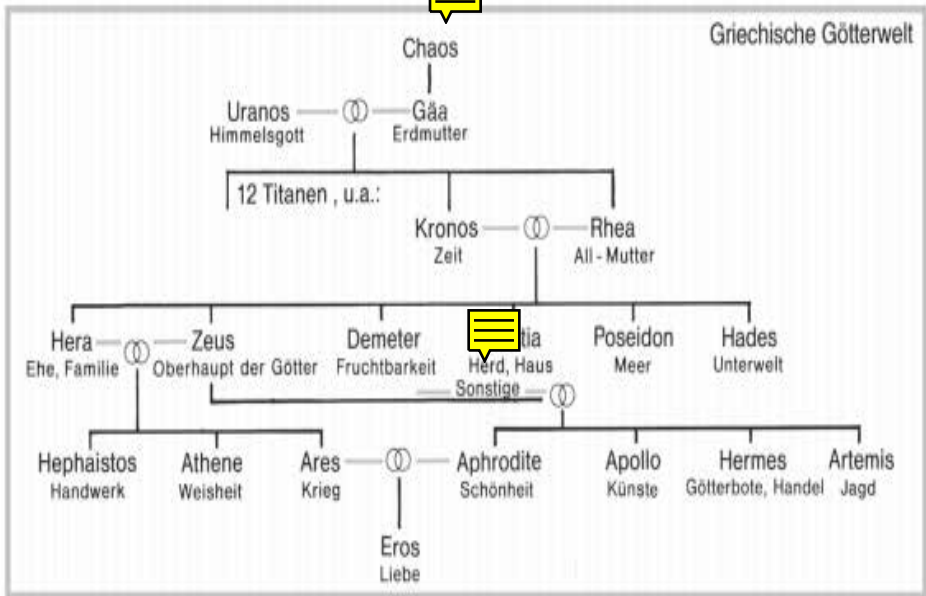 Griechische Götterwelt
Chaos
Uranos Gäa
Himmelsgott Erdmutter
12 Titanen , u.a.:
Kronos Rhea
Zeit All - Mutter
Hera Zeus Demeter tia Poseidon Hades
Ehe, Familie Oberhaupt der Götter Fruchtbarkeit Herd, Haus Meer Unterwelt
Sonstige
Hephaistos Athene Ares Aphrodite Apollo Hermes Artemis
Handwerk Weisheit Krieg Schönheit Künste Götterbote, Handel Jagd
Eros
Liebe